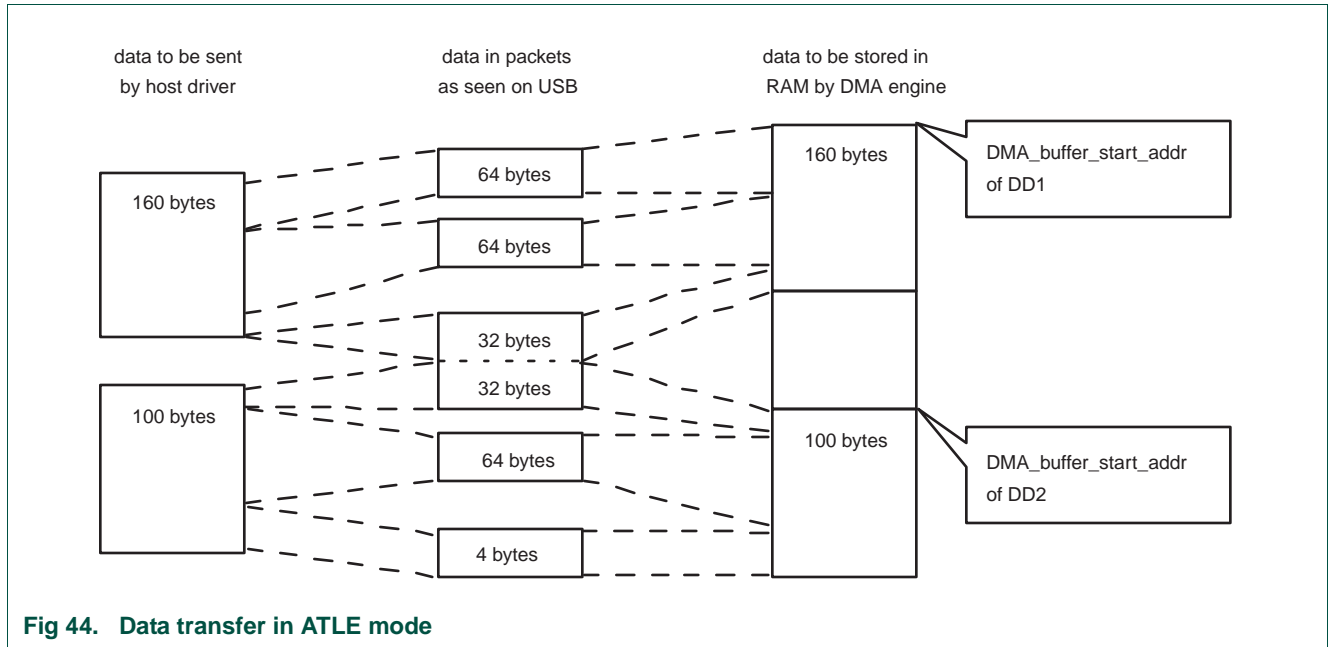 data to be sent
by host driver
data in packets
as seen on USB
data to be stored in
RAM by DMA engine
160 bytes
100 bytes
64 bytes
64 bytes
32 bytes
32 bytes
64 bytes
4 bytes
160 bytes
100 bytes
DMA_buffer_start_addr
of DD1
DMA_buffer_start_addr
of DD2
Fig 44. Data transfer in ATLE mode